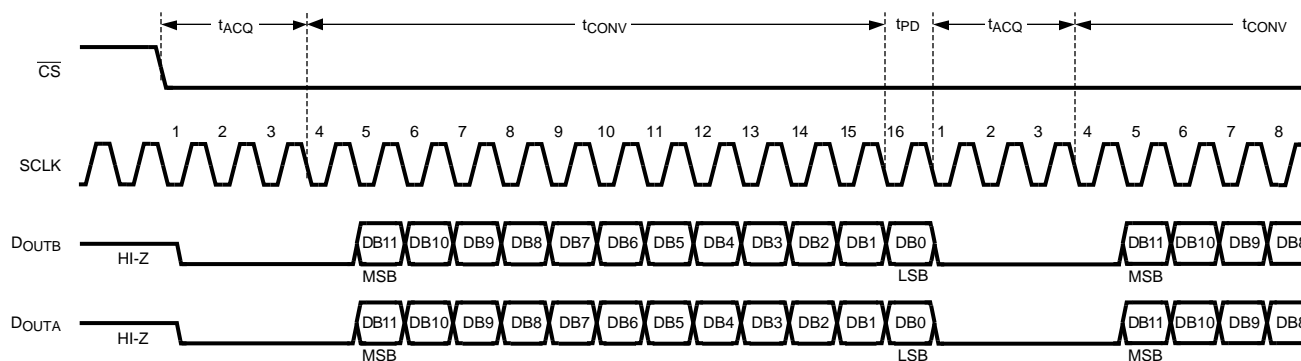 tACQ tCONV tPD tACQ tCONV
CS
1 2 3 4 5 6 7 8 9 10 11 12 13 14 15 16 1 2 3 4 5 6 7 8
SCLK
DOUTB
HI-Z
DB11 DB10 DB9 DB8 DB7 DB6 DB5 DB4 DB3 DB2 DB1 DB0 DB11 DB10 DB9 DB8
MSB LSB MSB
DOUTA
HI-Z
DB11 DB10 DB9 DB8 DB7 DB6 DB5 DB4 DB3 DB2 DB1 DB0 DB11 DB10 DB9 DB8
MSB LSB MSB